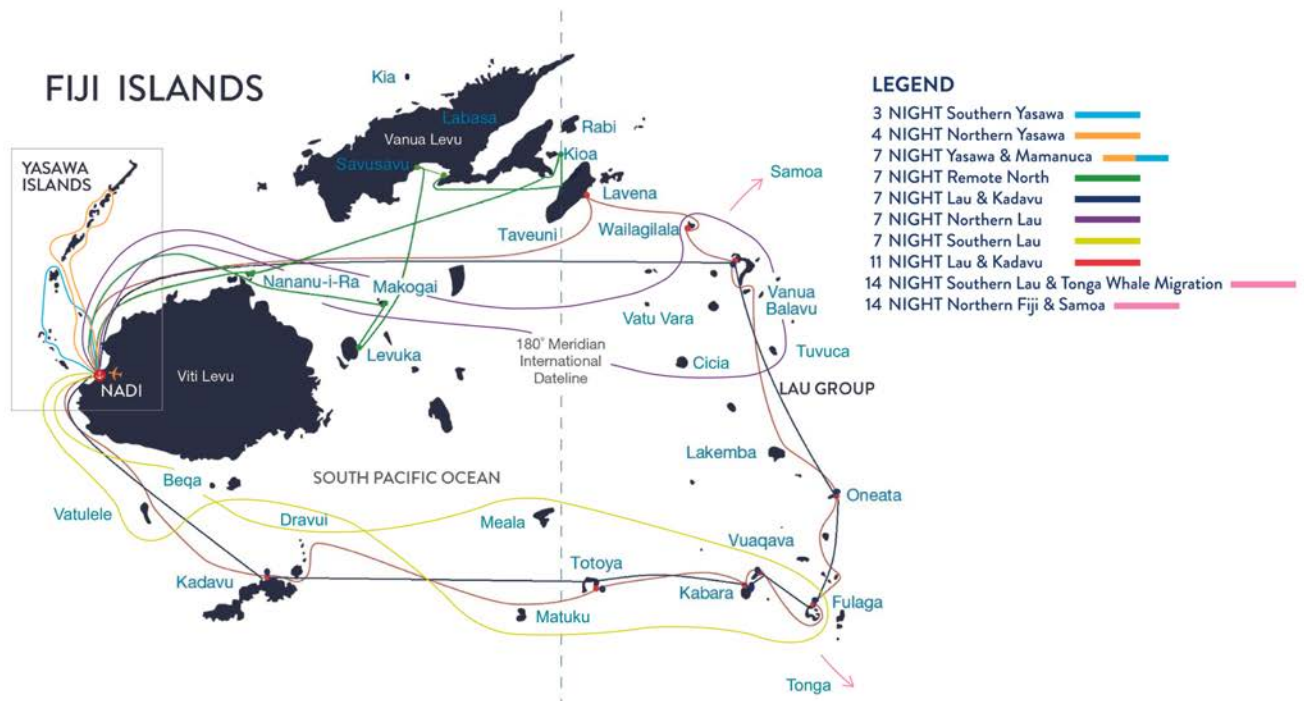 FIJI ISLANDS
Kia
Labasa
Vanua Levu
Rabi
Savusavu
Kioa
YASAWA
ISLANDS
Lavena
Samoa
Taveuni
Wailagilala
Nananu-i-Ra
Makogai
Vanua
Balavu
Vatu Vara
Levuka
180° Meridian
International
Dateline
Tuvuca
Cicia
Viti Levu
NADI
LAU GROUP
Lakemba
SOUTH PACIFIC OCEAN
Beqa
Oneata
Vatulele
Dravui
Meala
Vuaqava
Kadavu
Totoya
Kabara
Fulaga
Matuku
Tonga
LEGEND
3 NIGHT Southern Yasawa
4 NIGHT Northern Yasawa
7 NIGHT Yasawa & Mamanuca
7 NIGHT Remote North
7 NIGHT Lau & Kadavu
7 NIGHT Northern Lau
7 NIGHT Southern Lau
11 NIGHT Lau & Kadavu
14 NIGHT Southern Lau & Tonga Whale Migration
14 NIGHT Northern Fiji & Samoa